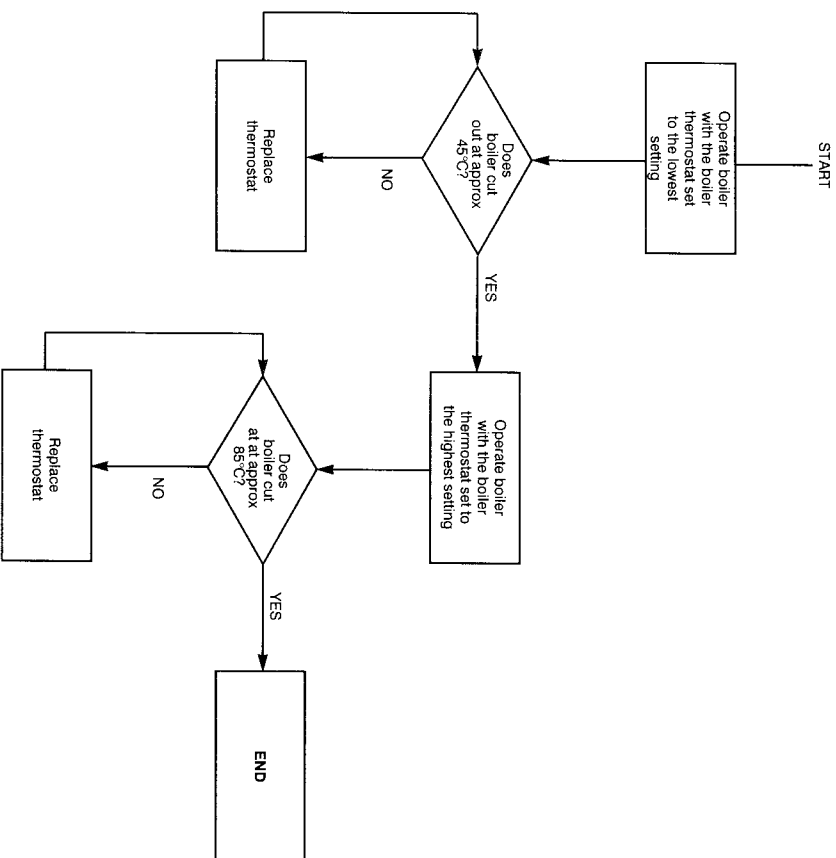 START
Operate boiler
with the boiler
thermostat set
to the lowest
setting
Does
boiler cut
out at approx
45°C?
NO
Replace
thermostat
YES
Operate boiler
with the boiler
thermostat set to
the highest setting
Does
boiler cut
at at approx
85°C?
NO
Replace
thermostat
YES
END